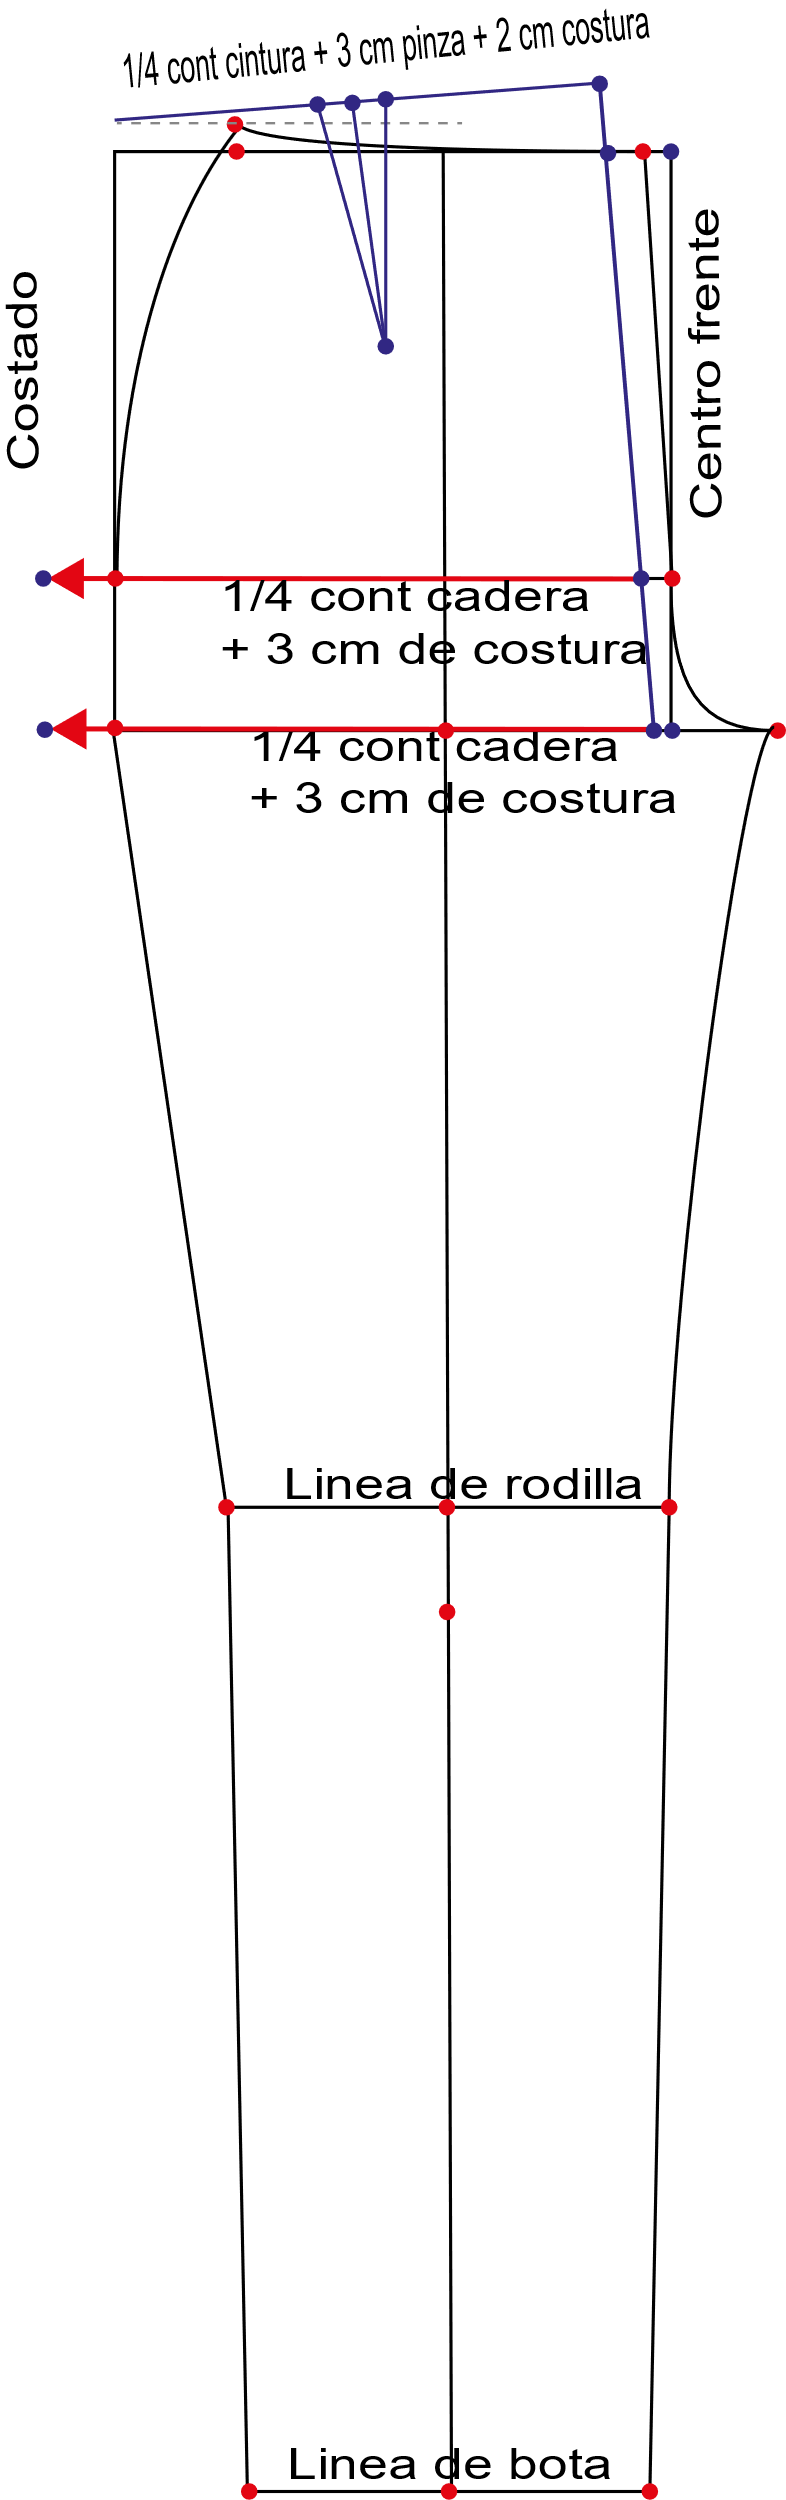 1/4 cont cintura + 3 cm pinza + 2 cm costura
Costado
Centro frente
1/4 cont cadera
+ 3 cm de costura
1/4 cont cadera
+ 3 cm de costura
Linea de rodilla
Linea de bota